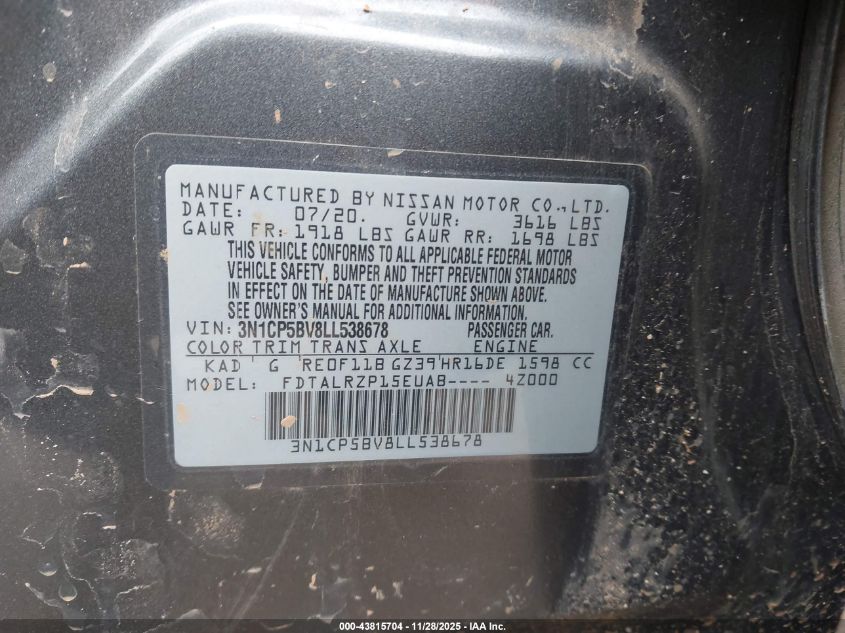 MANUFACTURED BY NISSAN MOTOR CO.,LTD.
DATE: 07/20. GVWR: 3616 LBS
GAWR FR: 1918 LBS GAWR RR: 1698 LBS
THIS VEHICLE CONFORMS TO ALL APPLICABLE FEDERAL MOTOR
VEHICLE SAFETY, BUMPER AND THEFT PREVENTION STANDARDS
IN EFFECT ON THE DATE OF MANUFACTURE SHOWN ABOVE.
SEE OWNER'S MANUAL FOR ADDITIONAL INFORMATION.
VIN: 3N1CP5BV8LL538678 PASSENGER CAR.
COLOR TRIM TRANS AXLE ENGINE
KAD G RE0F11B GZ39 HR16DE 1598 CC
MODEL: FDTALRZP15EUAB---- 4Z000
3N1CP5BV8LL538678
000-43815704 - 11/28/2025 - IAA Inc.